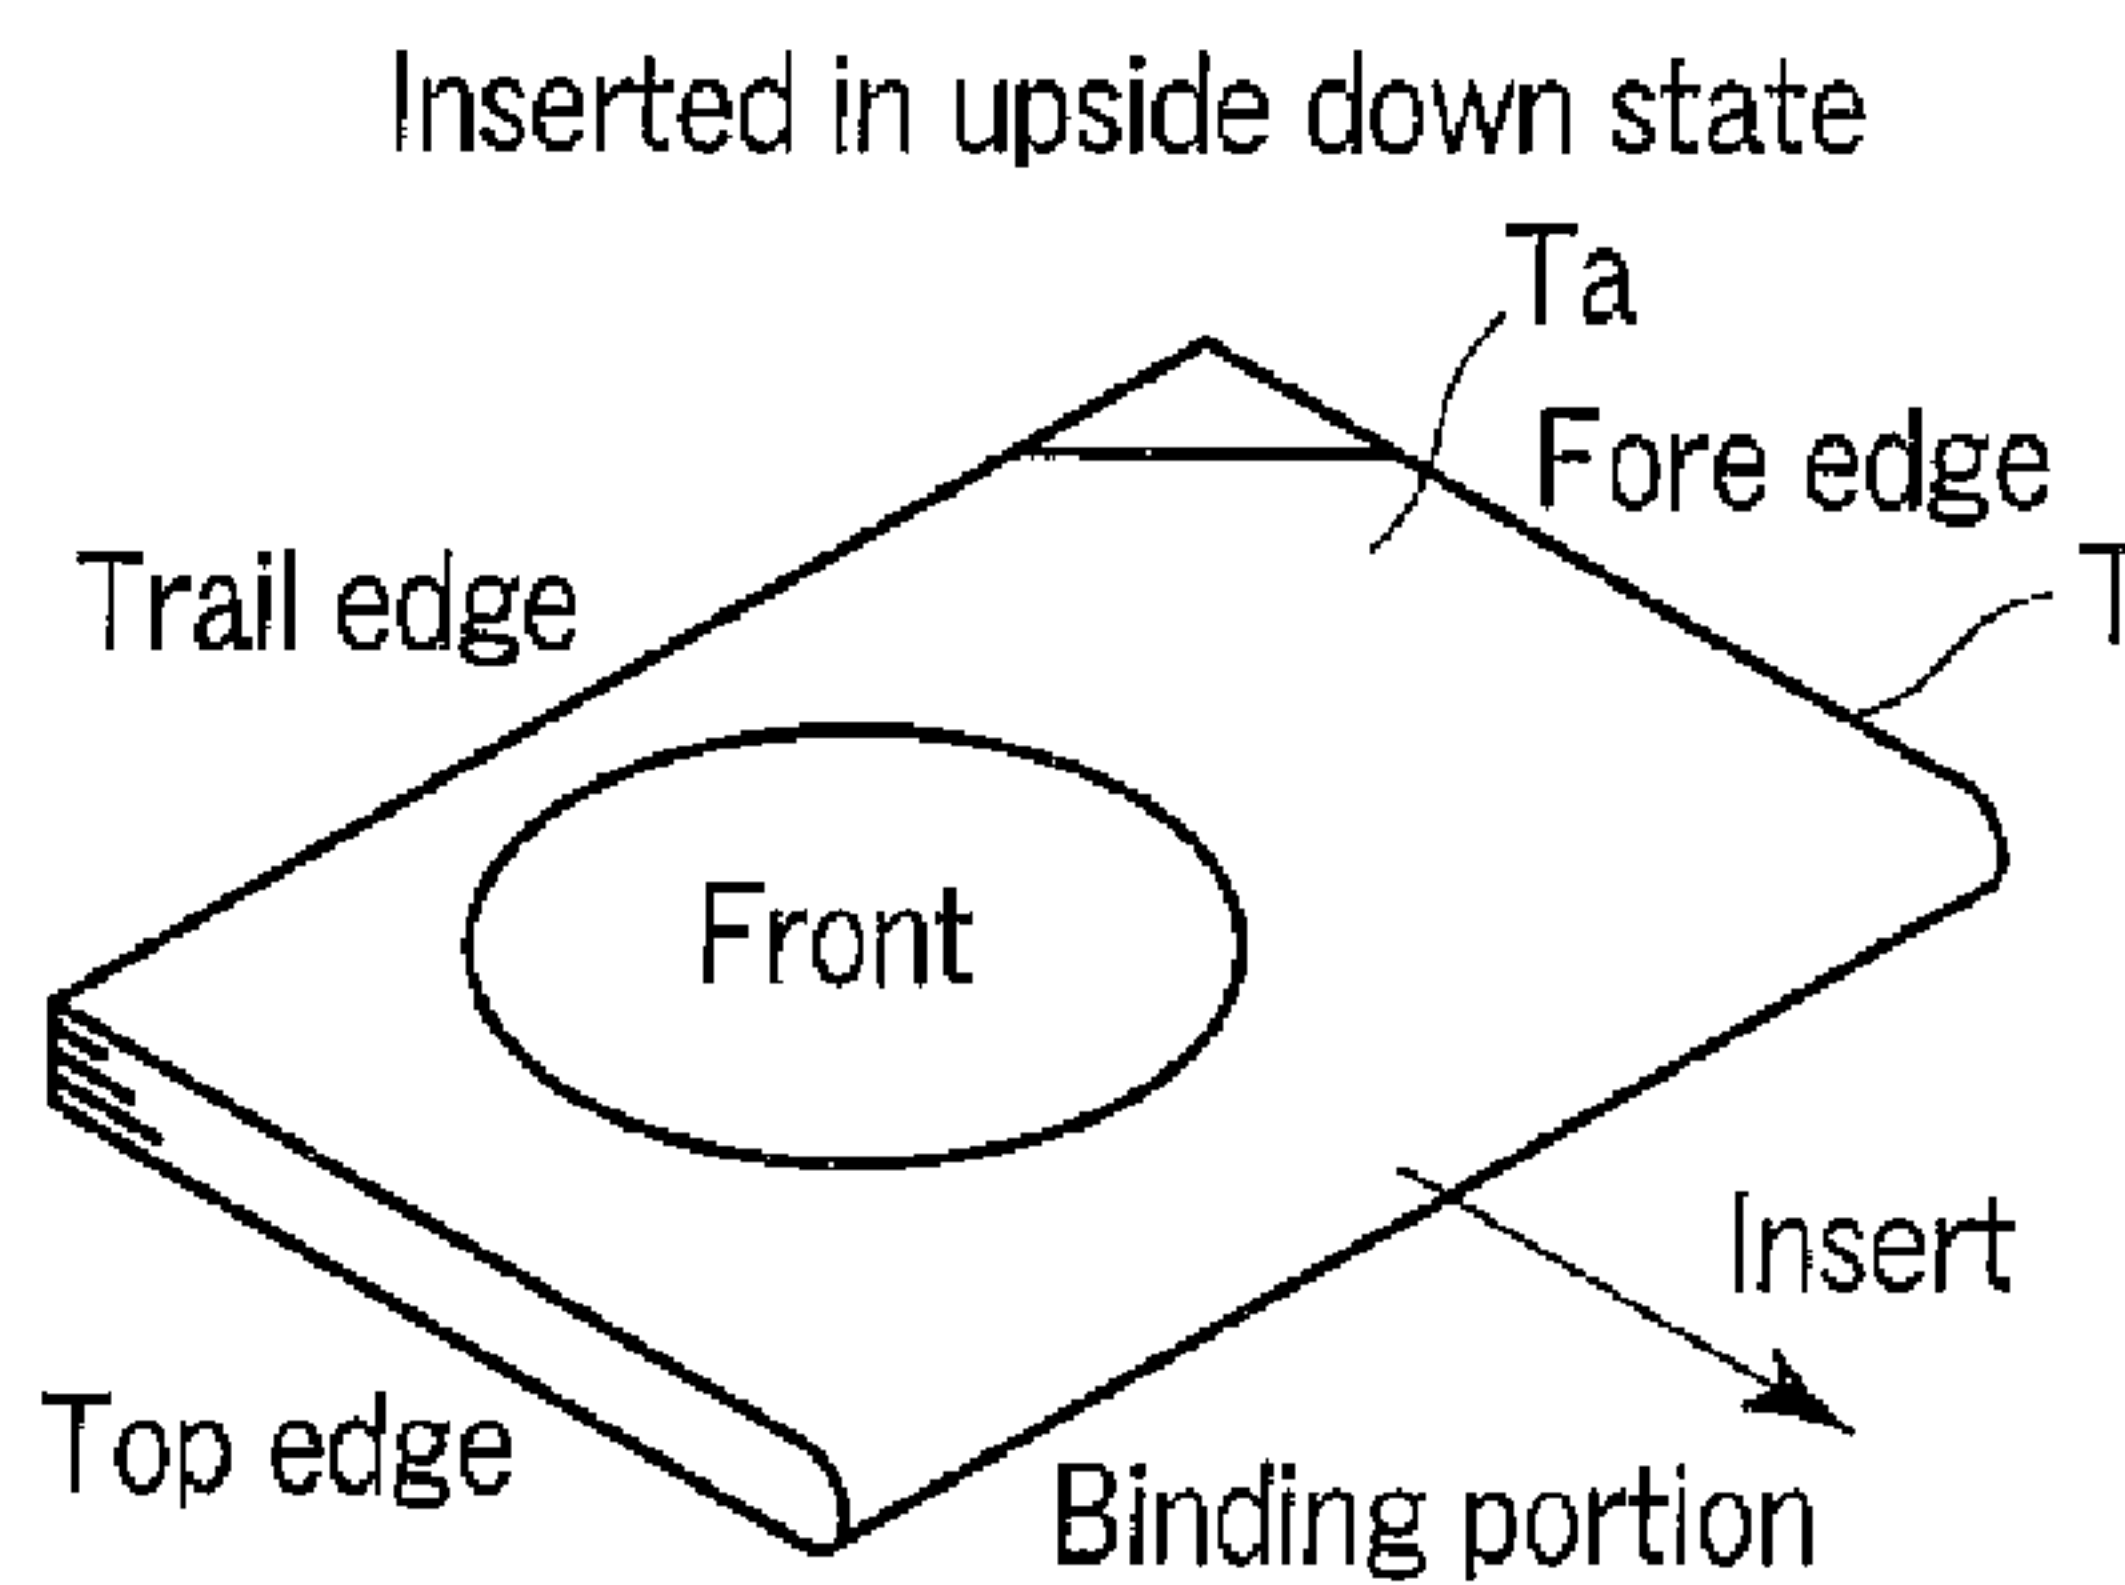 Inserted in upside down state
Ta
Fore edge
T
Trail edge
Front
Insert
Top edge
Binding portion